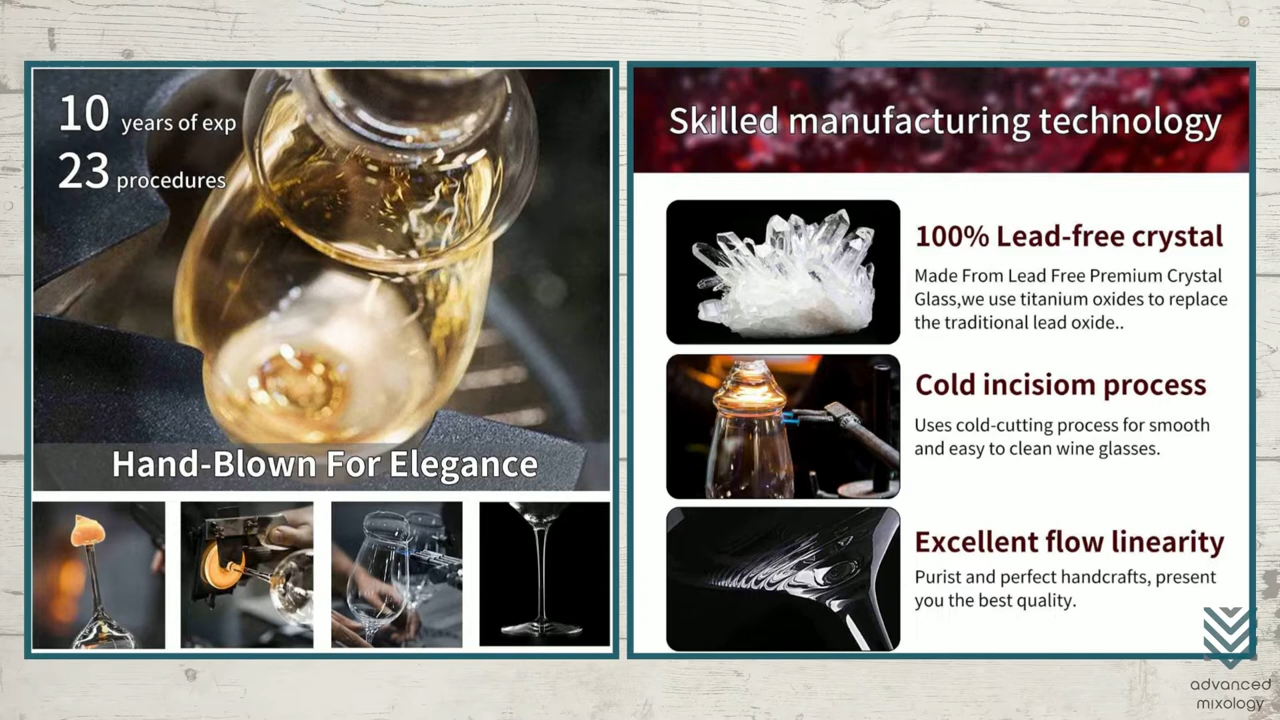 10 years of exp
23 procedures
Hand-Blown For Elegance
Skilled manufacturing technology
100% Lead-free crystal
Made From Lead Free Premium Crystal
Glass,we use titanium oxides to replace
the traditional lead oxide..
Cold incisiom process
Uses cold-cutting process for smooth
and easy to clean wine glasses.
Excellent flow linearity
Purist and perfect handcrafts, present
you the best quality.
advanced
mixology